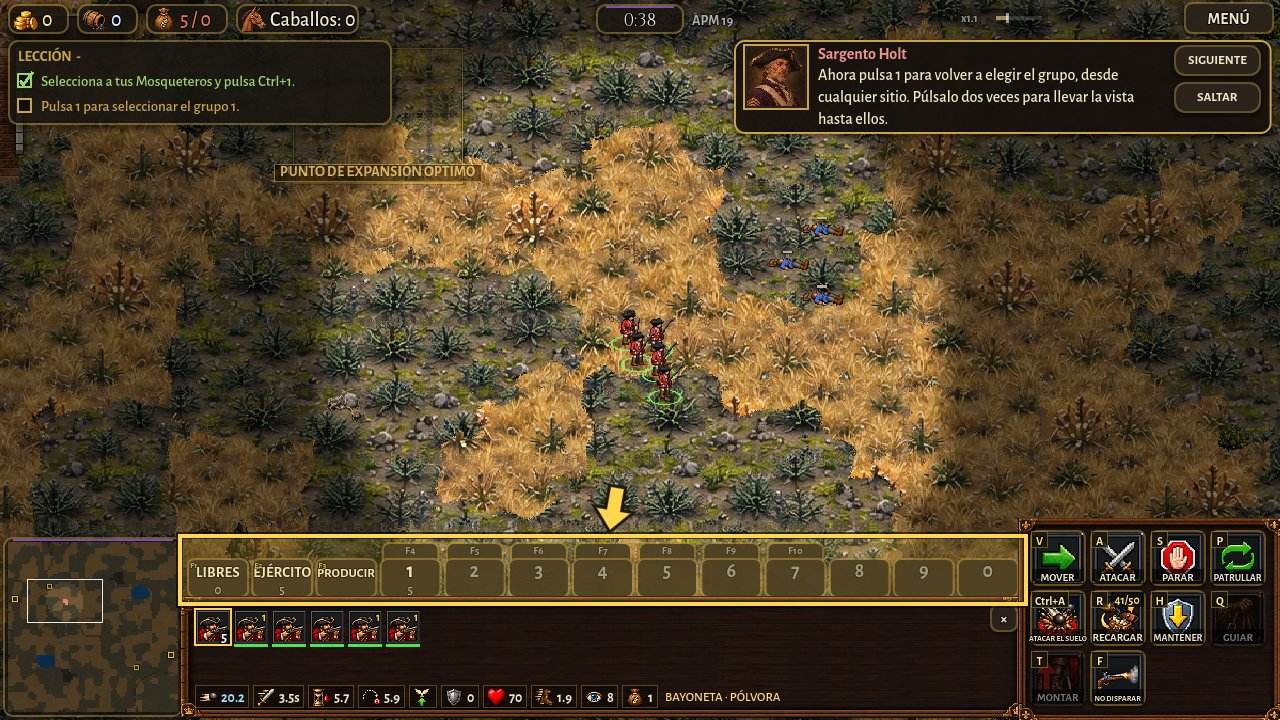 0
0
5 / 0
Caballos: 0
0:38
APM 19
x1.1
MENÚ
LECCIÓN -
Selecciona a tus Mosqueteros y pulsa Ctrl+1.
Pulsa 1 para seleccionar el grupo 1.
Sargento Holt
Ahora pulsa 1 para volver a elegir el grupo, desde
cualquier sitio. Púlsalo dos veces para llevar la vista
hasta ellos.
SIGUIENTE
SALTAR
PUNTO DE EXPANSIÓN ÓPTIMO
F4 F5 F6 F7 F8 F9 F10
LIBRES EJÉRCITO PRODUCIR 1 2 3 4 5 6 7 8 9 0
0 5 5
5 1 1 1
×
20.2 3.5s 5.7 5.9 0 70 1.9 8 1 BAYONETA · PÓLVORA
V A S P
MOVER ATACAR PARAR PATRULLAR
Ctrl+A R 41/50 H Q
ATACAR EL SUELO RECARGAR MANTENER GUIAR
T F
MONTAR NO DISPARAR